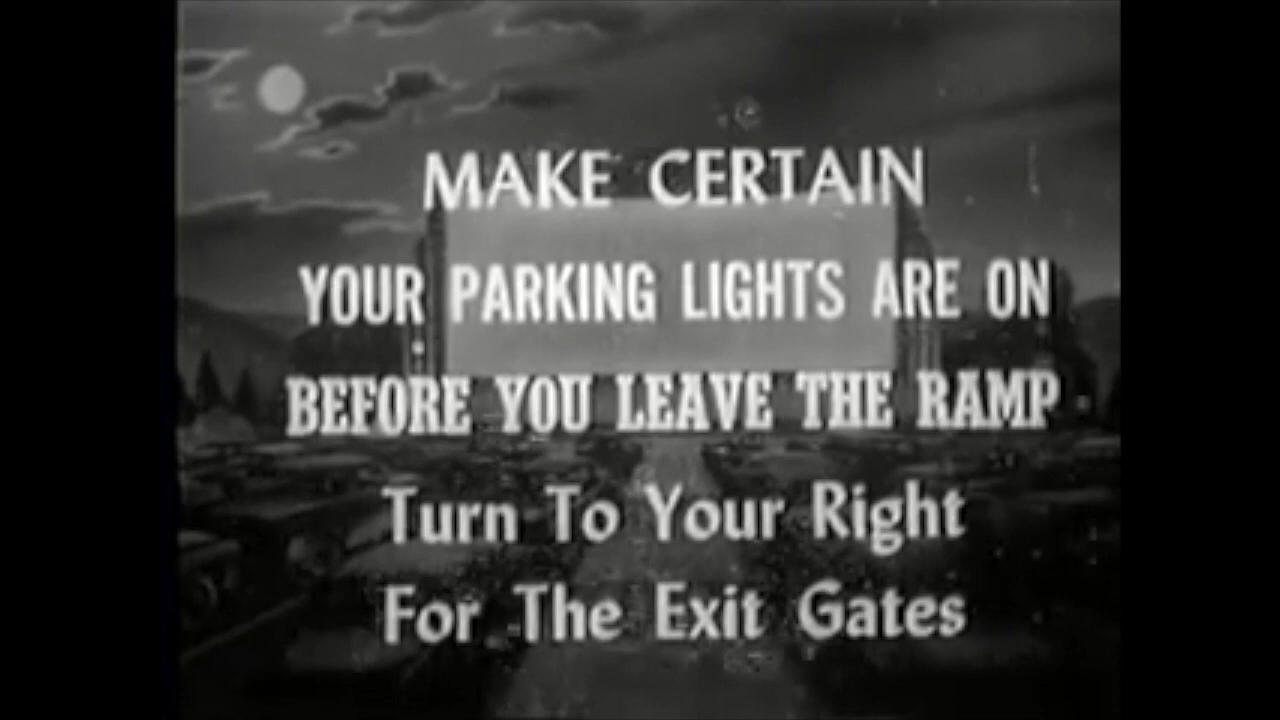 MAKE CERTAIN
YOUR PARKING LIGHTS ARE ON
BEFORE YOU LEAVE THE RAMP
Turn To Your Right
For The Exit Gates